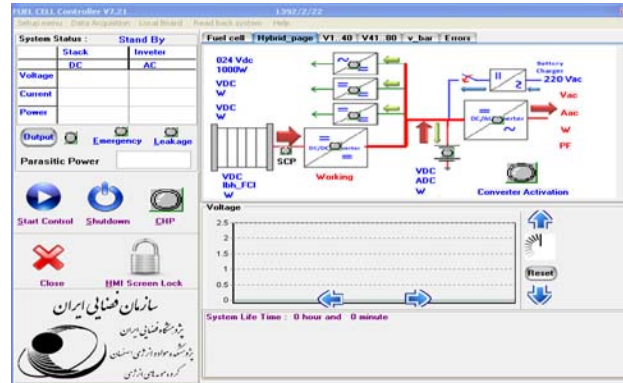 FUEL CELL Controller V7.21
1392/2/22
Setup menu Data Acquisition Local Board Read back system Help
System Status : Stand By
Stack
Inveter
DC
AC
Voltage
Current
Power
Output
Emergency
Leakage
Parasitic Power
Start Control
Shutdown
CHP
Close
HMI Screen Lock
سازمان فضایی ایران
پژوهشگاه فضایی ایران
گروه
Fuel cell
Hybrid_page
V1..40
V41..80
v_bar
Errors
024 Vdc
1000W
VDC
W
VDC
W
SCP
DC/DC
Working
VDC
W
VDC
ADC
W
Battery
Charger
220 Vac
Vac
Aac
W
PF
Converter Activation
Voltage
2.5
2
1.5
1
0.5
0
Reset
System Life Time : 0 hour and 0 minute